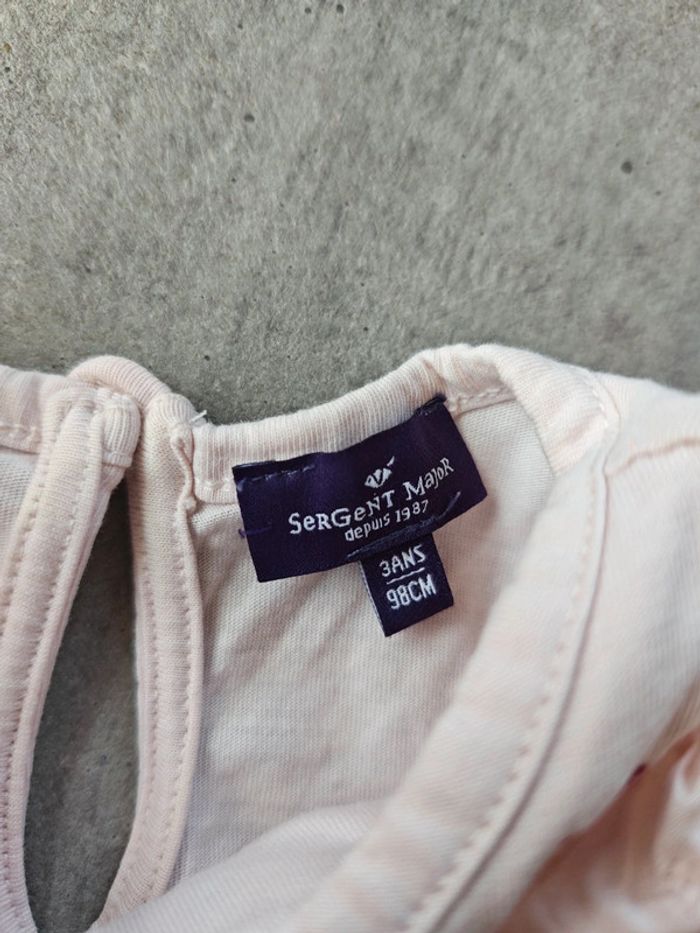 SerGeNT MaJoR
depuis 1987
3ANS
98CM